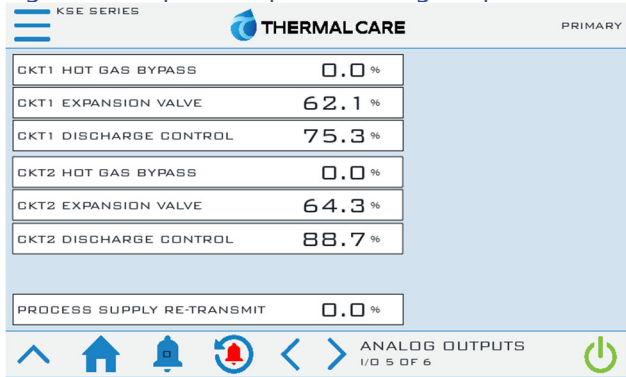 KSE SERIES
THERMALCARE
PRIMARY
CKT1 HOT GAS BYPASS 0.0 %
CKT1 EXPANSION VALVE 62.1 %
CKT1 DISCHARGE CONTROL 75.3 %
CKT2 HOT GAS BYPASS 0.0 %
CKT2 EXPANSION VALVE 64.3 %
CKT2 DISCHARGE CONTROL 88.7 %
PROCESS SUPPLY RE-TRANSMIT 0.0 %
0
ANALOG OUTPUTS
I/O 5 OF 6